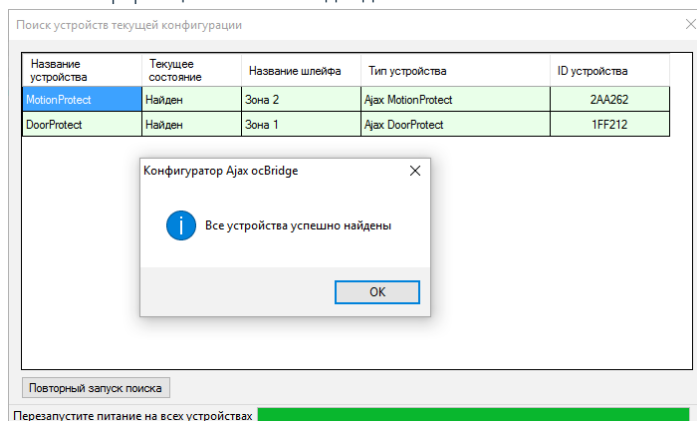 Поиск устройств текущей конфигурации
Название устройства
Текущее состояние
Название шлейфа
Тип устройства
ID устройства
MotionProtect Найден Зона 2 Ajax MotionProtect 2AA262
DoorProtect Найден Зона 1 Ajax DoorProtect 1FF212
Конфигуратор Ajax ocBridge
Все устройства успешно найдены
OK
Повторный запуск поиска
Перезапустите питание на всех устройствах